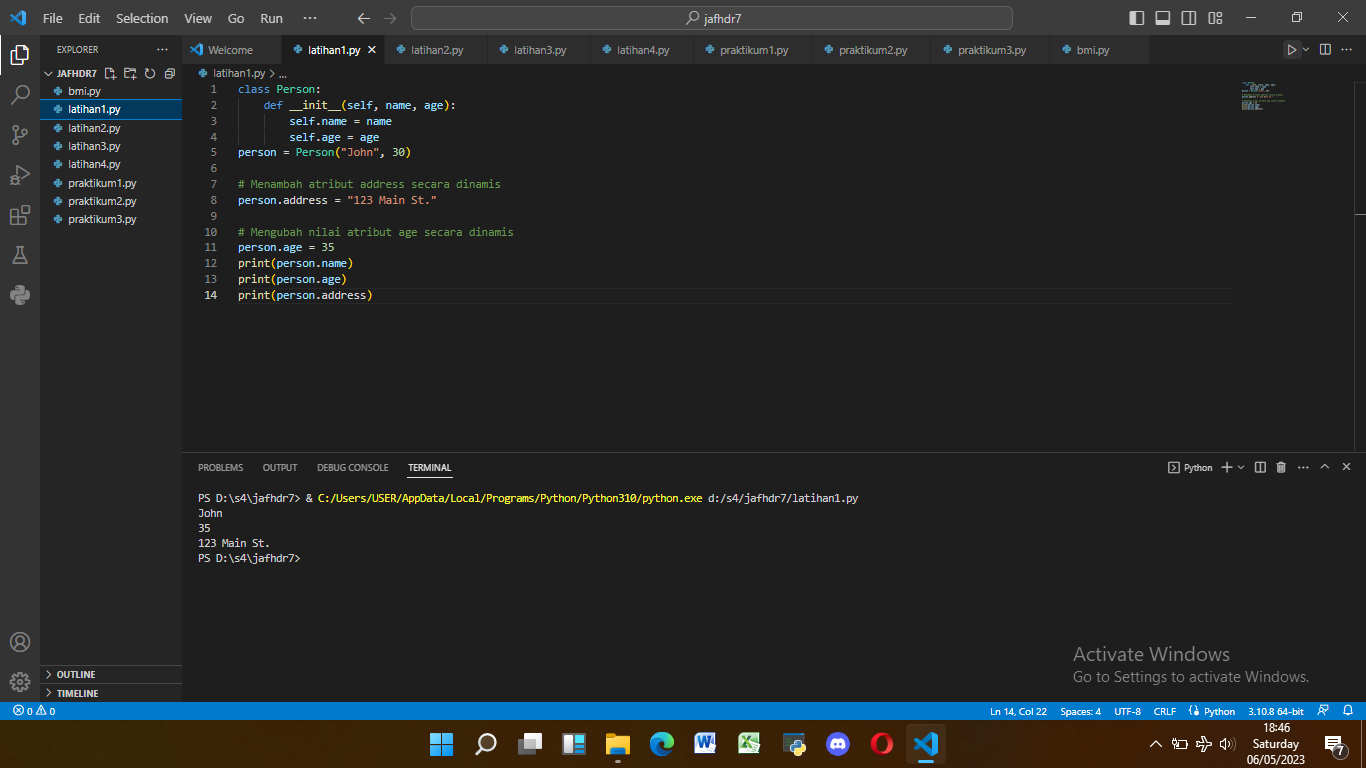 File Edit Selection View Go Run ··· jafhdr7
EXPLORER ···
Welcome latihan1.py latihan2.py latihan3.py latihan4.py praktikum1.py praktikum2.py praktikum3.py bmi.py
JAFHDR7
bmi.py
latihan1.py
latihan2.py
latihan3.py
latihan4.py
praktikum1.py
praktikum2.py
praktikum3.py
OUTLINE
TIMELINE
latihan1.py > ...
1 class Person:
2     def __init__(self, name, age):
3         self.name = name
4         self.age = age
5 person = Person("John", 30)
6
7 # Menambah atribut address secara dinamis
8 person.address = "123 Main St."
9
10 # Mengubah nilai atribut age secara dinamis
11 person.age = 35
12 print(person.name)
13 print(person.age)
14 print(person.address)
PROBLEMS OUTPUT DEBUG CONSOLE TERMINAL Python
PS D:\s4\jafhdr7> & C:/Users/USER/AppData/Local/Programs/Python/Python310/python.exe d:/s4/jafhdr7/latihan1.py
John
35
123 Main St.
PS D:\s4\jafhdr7>
Activate Windows
Go to Settings to activate Windows.
0 0 Ln 14, Col 22 Spaces: 4 UTF-8 CRLF Python 3.10.8 64-bit
18:46
Saturday
06/05/2023
7